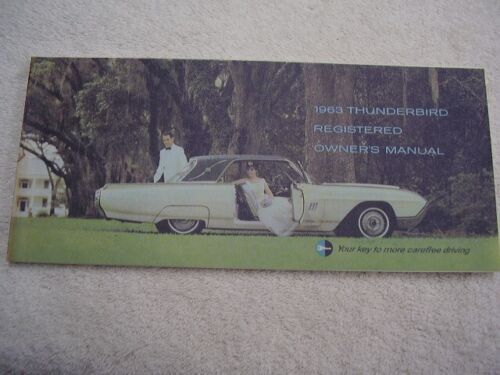 1963 THUNDERBIRD
REGISTERED
OWNER'S MANUAL
Your key to more carefree driving